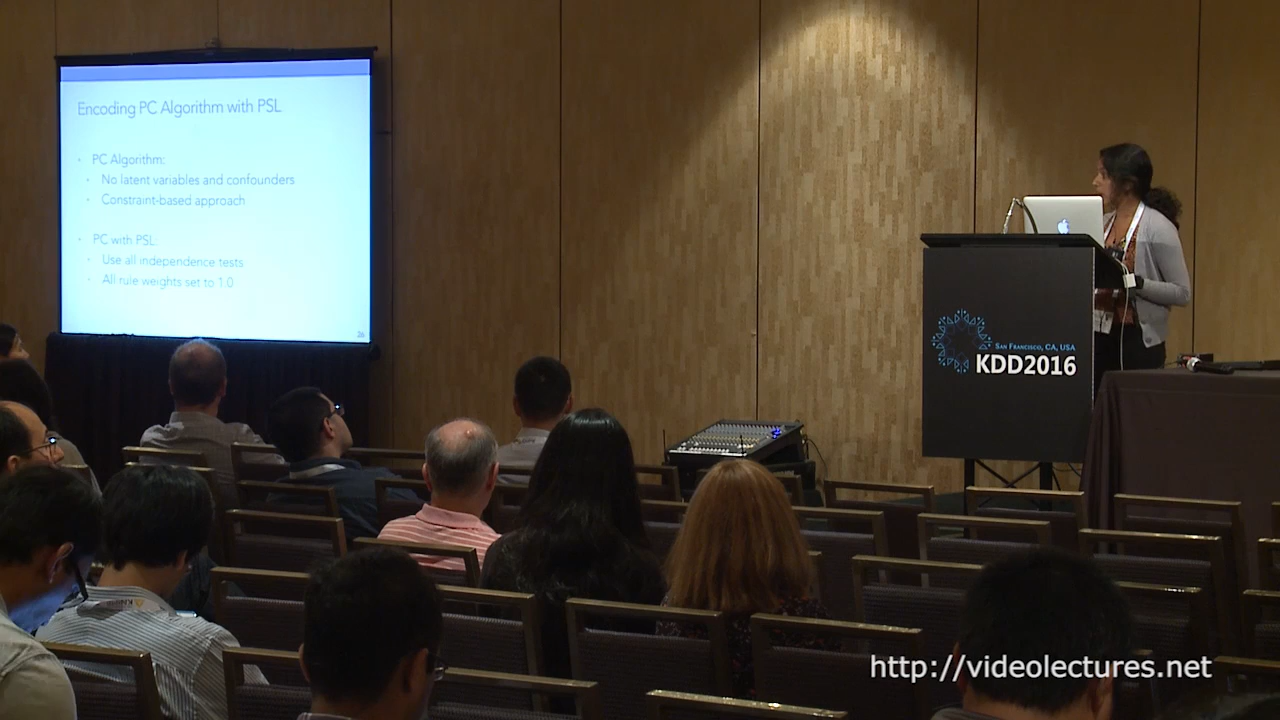 Encoding PC Algorithm with PSL
• PC Algorithm:
• No latent variables and confounders
• Constraint-based approach
• PC with PSL:
• Use all independence tests
• All rule weights set to 1.0
26
SAN FRANCISCO, CA, USA
KDD2016
http://videolectures.net